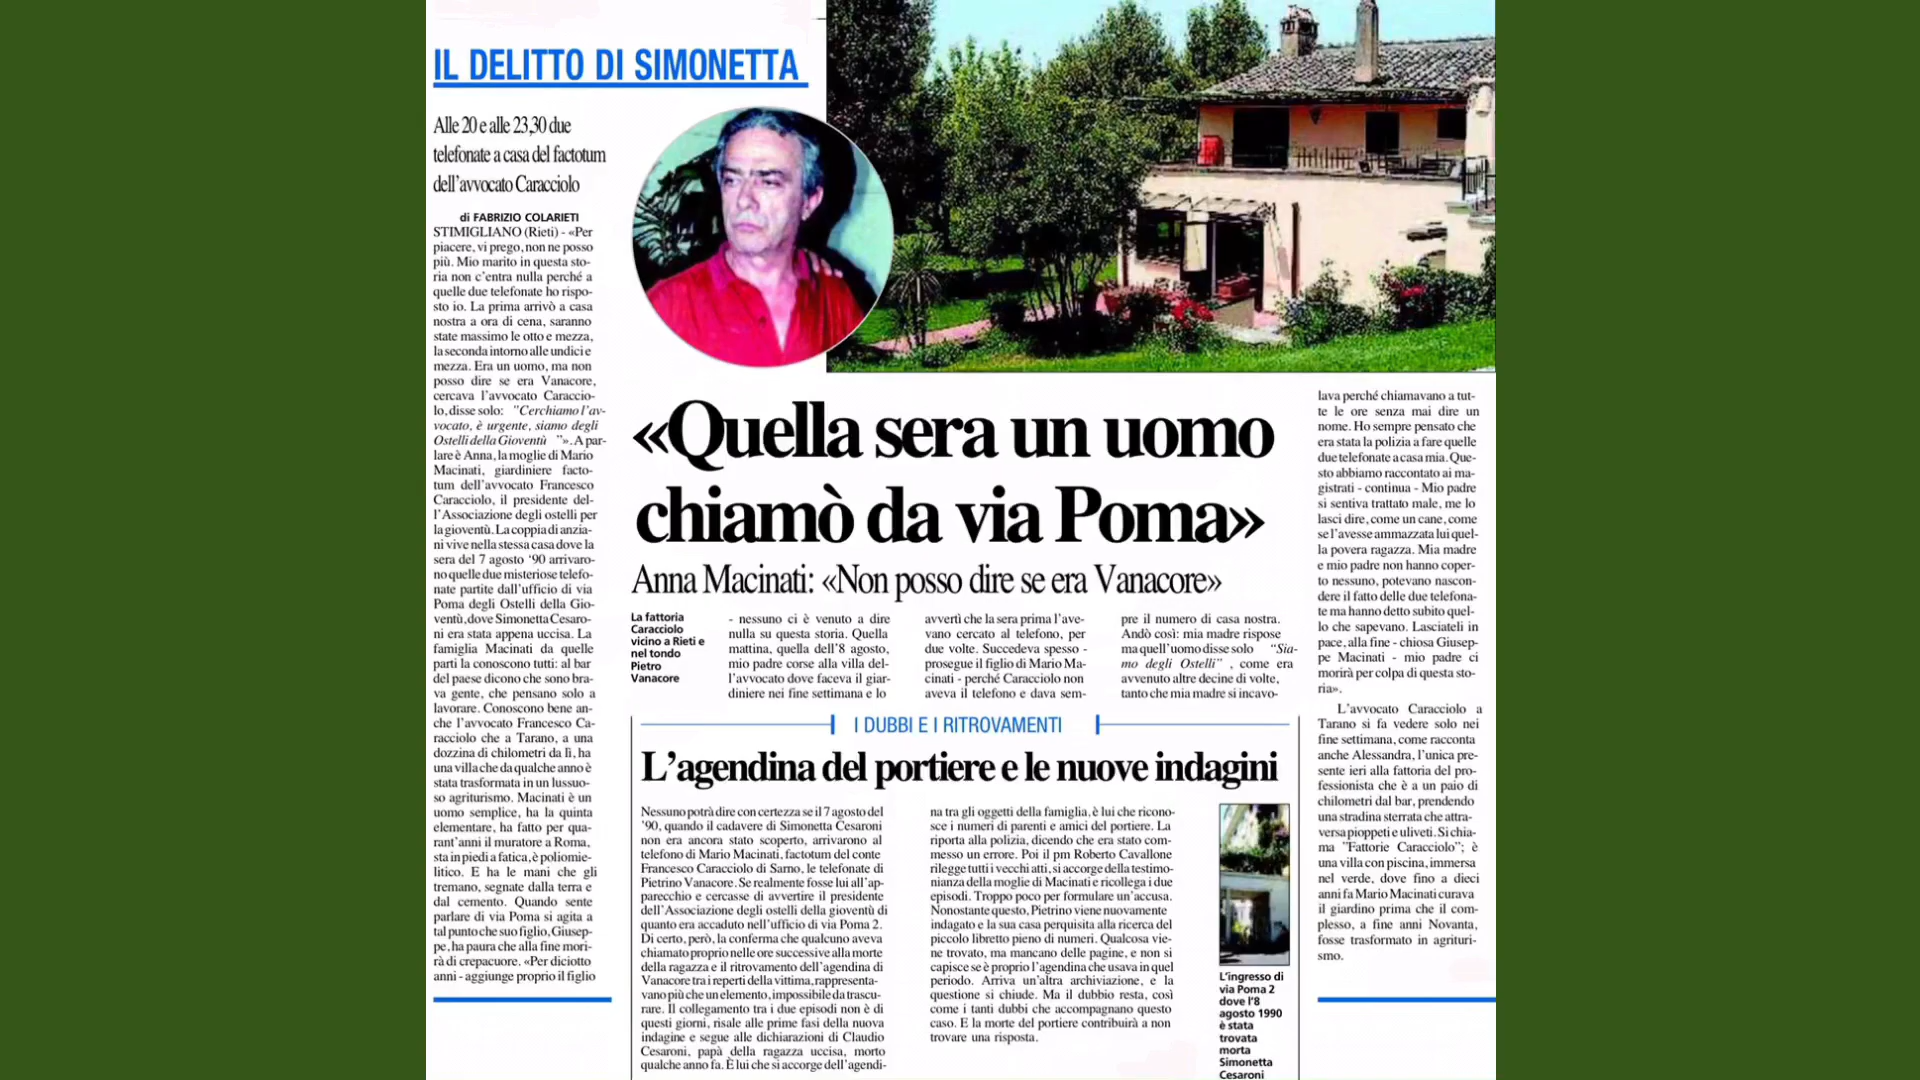 IL DELITTO DI SIMONETTA
Alle 20 e alle 23,30 due
telefonate a casa del factotum
dell'avvocato Caracciolo
di FABRIZIO COLARIETI
STIMIGLIANO (Rieti) - «Per
piacere, vi prego, non ne posso
più. Mio marito in questa sto-
ria non c'entra nulla perché a
quelle due telefonate ho rispo-
sto io. La prima arrivò a casa
nostra a ora di cena, saranno
state massimo le otto e mezza,
la seconda intorno alle undici e
mezza. Era un uomo, ma non
posso dire se era Vanacore,
cercava l'avvocato Caraccio-
lo, disse solo: "Cerchiamo l'av-
vocato, è urgente, siamo degli
Ostelli della Gioventù "». A par-
lare è Anna, la moglie di Mario
Macinati, giardiniere facto-
tum dell'avvocato Francesco
Caracciolo, il presidente del-
l'Associazione degli ostelli per
la gioventù. La coppia di anzia-
ni vive nella stessa casa dove la
sera del 7 agosto '90 arrivaro-
no quelle due misteriose telefo-
nate partite dall'ufficio di via
Poma degli Ostelli della Gio-
ventù, dove Simonetta Cesaro-
ni era stata appena uccisa. La
famiglia Macinati da quelle
parti la conoscono tutti: al bar
del paese dicono che sono bra-
va gente, che pensano solo a
lavorare. Conoscono bene an-
che l'avvocato Francesco Ca-
racciolo che a Tarano, a una
dozzina di chilometri da lì, ha
una villa che da qualche anno è
stata trasformata in un lussuo-
so agriturismo. Macinati è un
uomo semplice, ha la quinta
elementare, ha fatto per qua-
rant'anni il muratore a Roma,
sta in piedi a fatica, è poliomie-
litico. E ha le mani che gli
tremano, segnate dalla terra e
dal cemento. Quando sente
parlare di via Poma si agita a
tal punto che suo figlio, Giusep-
pe, ha paura che alla fine mori-
rà di crepacuore. «Per diciotto
anni - aggiunge proprio il figlio
«Quella sera un uomo
chiamò da via Poma»
Anna Macinati: «Non posso dire se era Vanacore»
La fattoria
Caracciolo
vicino a Rieti e
nel tondo
Pietro
Vanacore
- nessuno ci è venuto a dire
nulla su questa storia. Quella
mattina, quella dell'8 agosto,
mio padre corse alla villa del-
l'avvocato dove faceva il giar-
diniere nei fine settimana e lo
avvertì che la sera prima l'ave-
vano cercato al telefono, per
due volte. Succedeva spesso -
prosegue il figlio di Mario Ma-
cinati - perché Caracciolo non
aveva il telefono e dava sem-
pre il numero di casa nostra.
Andò così: mia madre rispose
ma quell'uomo disse solo "Sia-
mo degli Ostelli" , come era
avvenuto altre decine di volte,
tanto che mia madre si incavo-
lava perché chiamavano a tut-
te le ore senza mai dire un
nome. Ho sempre pensato che
era stata la polizia a fare quelle
due telefonate a casa mia. Que-
sto abbiamo raccontato ai ma-
gistrati - continua - Mio padre
si sentiva trattato male, me lo
lasci dire, come un cane, come
se l'avesse ammazzata lui quel-
la povera ragazza. Mia madre
e mio padre non hanno coper-
to nessuno, potevano nascon-
dere il fatto delle due telefona-
te ma hanno detto subito quel-
lo che sapevano. Lasciateli in
pace, alla fine - chiosa Giusep-
pe Macinati - mio padre ci
morirà per colpa di questa sto-
ria».
L'avvocato Caracciolo a
Tarano si fa vedere solo nei
fine settimana, come racconta
anche Alessandra, l'unica pre-
sente ieri alla fattoria del pro-
fessionista che è a un paio di
chilometri dal bar, prendendo
una stradina sterrata che attra-
versa pioppeti e uliveti. Si chia-
ma "Fattorie Caracciolo"; è
una villa con piscina, immersa
nel verde, dove fino a dieci
anni fa Mario Macinati curava
il giardino prima che il com-
plesso, a fine anni Novanta,
fosse trasformato in agrituri-
smo.
I DUBBI E I RITROVAMENTI
L'agendina del portiere e le nuove indagini
Nessuno potrà dire con certezza se il 7 agosto del
'90, quando il cadavere di Simonetta Cesaroni
non era ancora stato scoperto, arrivarono al
telefono di Mario Macinati, factotum del conte
Francesco Caracciolo di Sarno, le telefonate di
Pietrino Vanacore. Se realmente fosse lui all'ap-
parecchio e cercasse di avvertire il presidente
dell'Associazione degli ostelli della gioventù di
quanto era accaduto nell'ufficio di via Poma 2.
Di certo, però, la conferma che qualcuno aveva
chiamato proprio nelle ore successive alla morte
della ragazza e il ritrovamento dell'agendina di
Vanacore tra i reperti della vittima, rappresenta-
vano più che un elemento, impossibile da trascu-
rare. Il collegamento tra i due episodi non è di
questi giorni, risale alle prime fasi della nuova
indagine e segue alle dichiarazioni di Claudio
Cesaroni, papà della ragazza uccisa, morto
qualche anno fa. È lui che si accorge dell'agendi-
na tra gli oggetti della famiglia, è lui che ricono-
sce i numeri di parenti e amici del portiere. La
riporta alla polizia, dicendo che era stato com-
messo un errore. Poi il pm Roberto Cavallone
rilegge tutti i vecchi atti, si accorge della testimo-
nianza della moglie di Macinati e ricollega i due
episodi. Troppo poco per formulare un'accusa.
Nonostante questo, Pietrino viene nuovamente
indagato e la sua casa perquisita alla ricerca del
piccolo libretto pieno di numeri. Qualcosa vie-
ne trovato, ma mancano delle pagine, e non si
capisce se è proprio l'agendina che usava in quel
periodo. Arriva un'altra archiviazione, e la
questione si chiude. Ma il dubbio resta, così
come i tanti dubbi che accompagnano questo
caso. E la morte del portiere contribuirà a non
trovare una risposta.
L'ingresso di
via Poma 2
dove l'8
agosto 1990
è stata
trovata
morta
Simonetta
Cesaroni